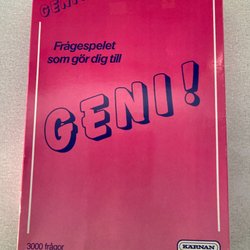 GENI!
Frågespelet
som gör dig till
GENI!
3000 frågor
KÄRNAN